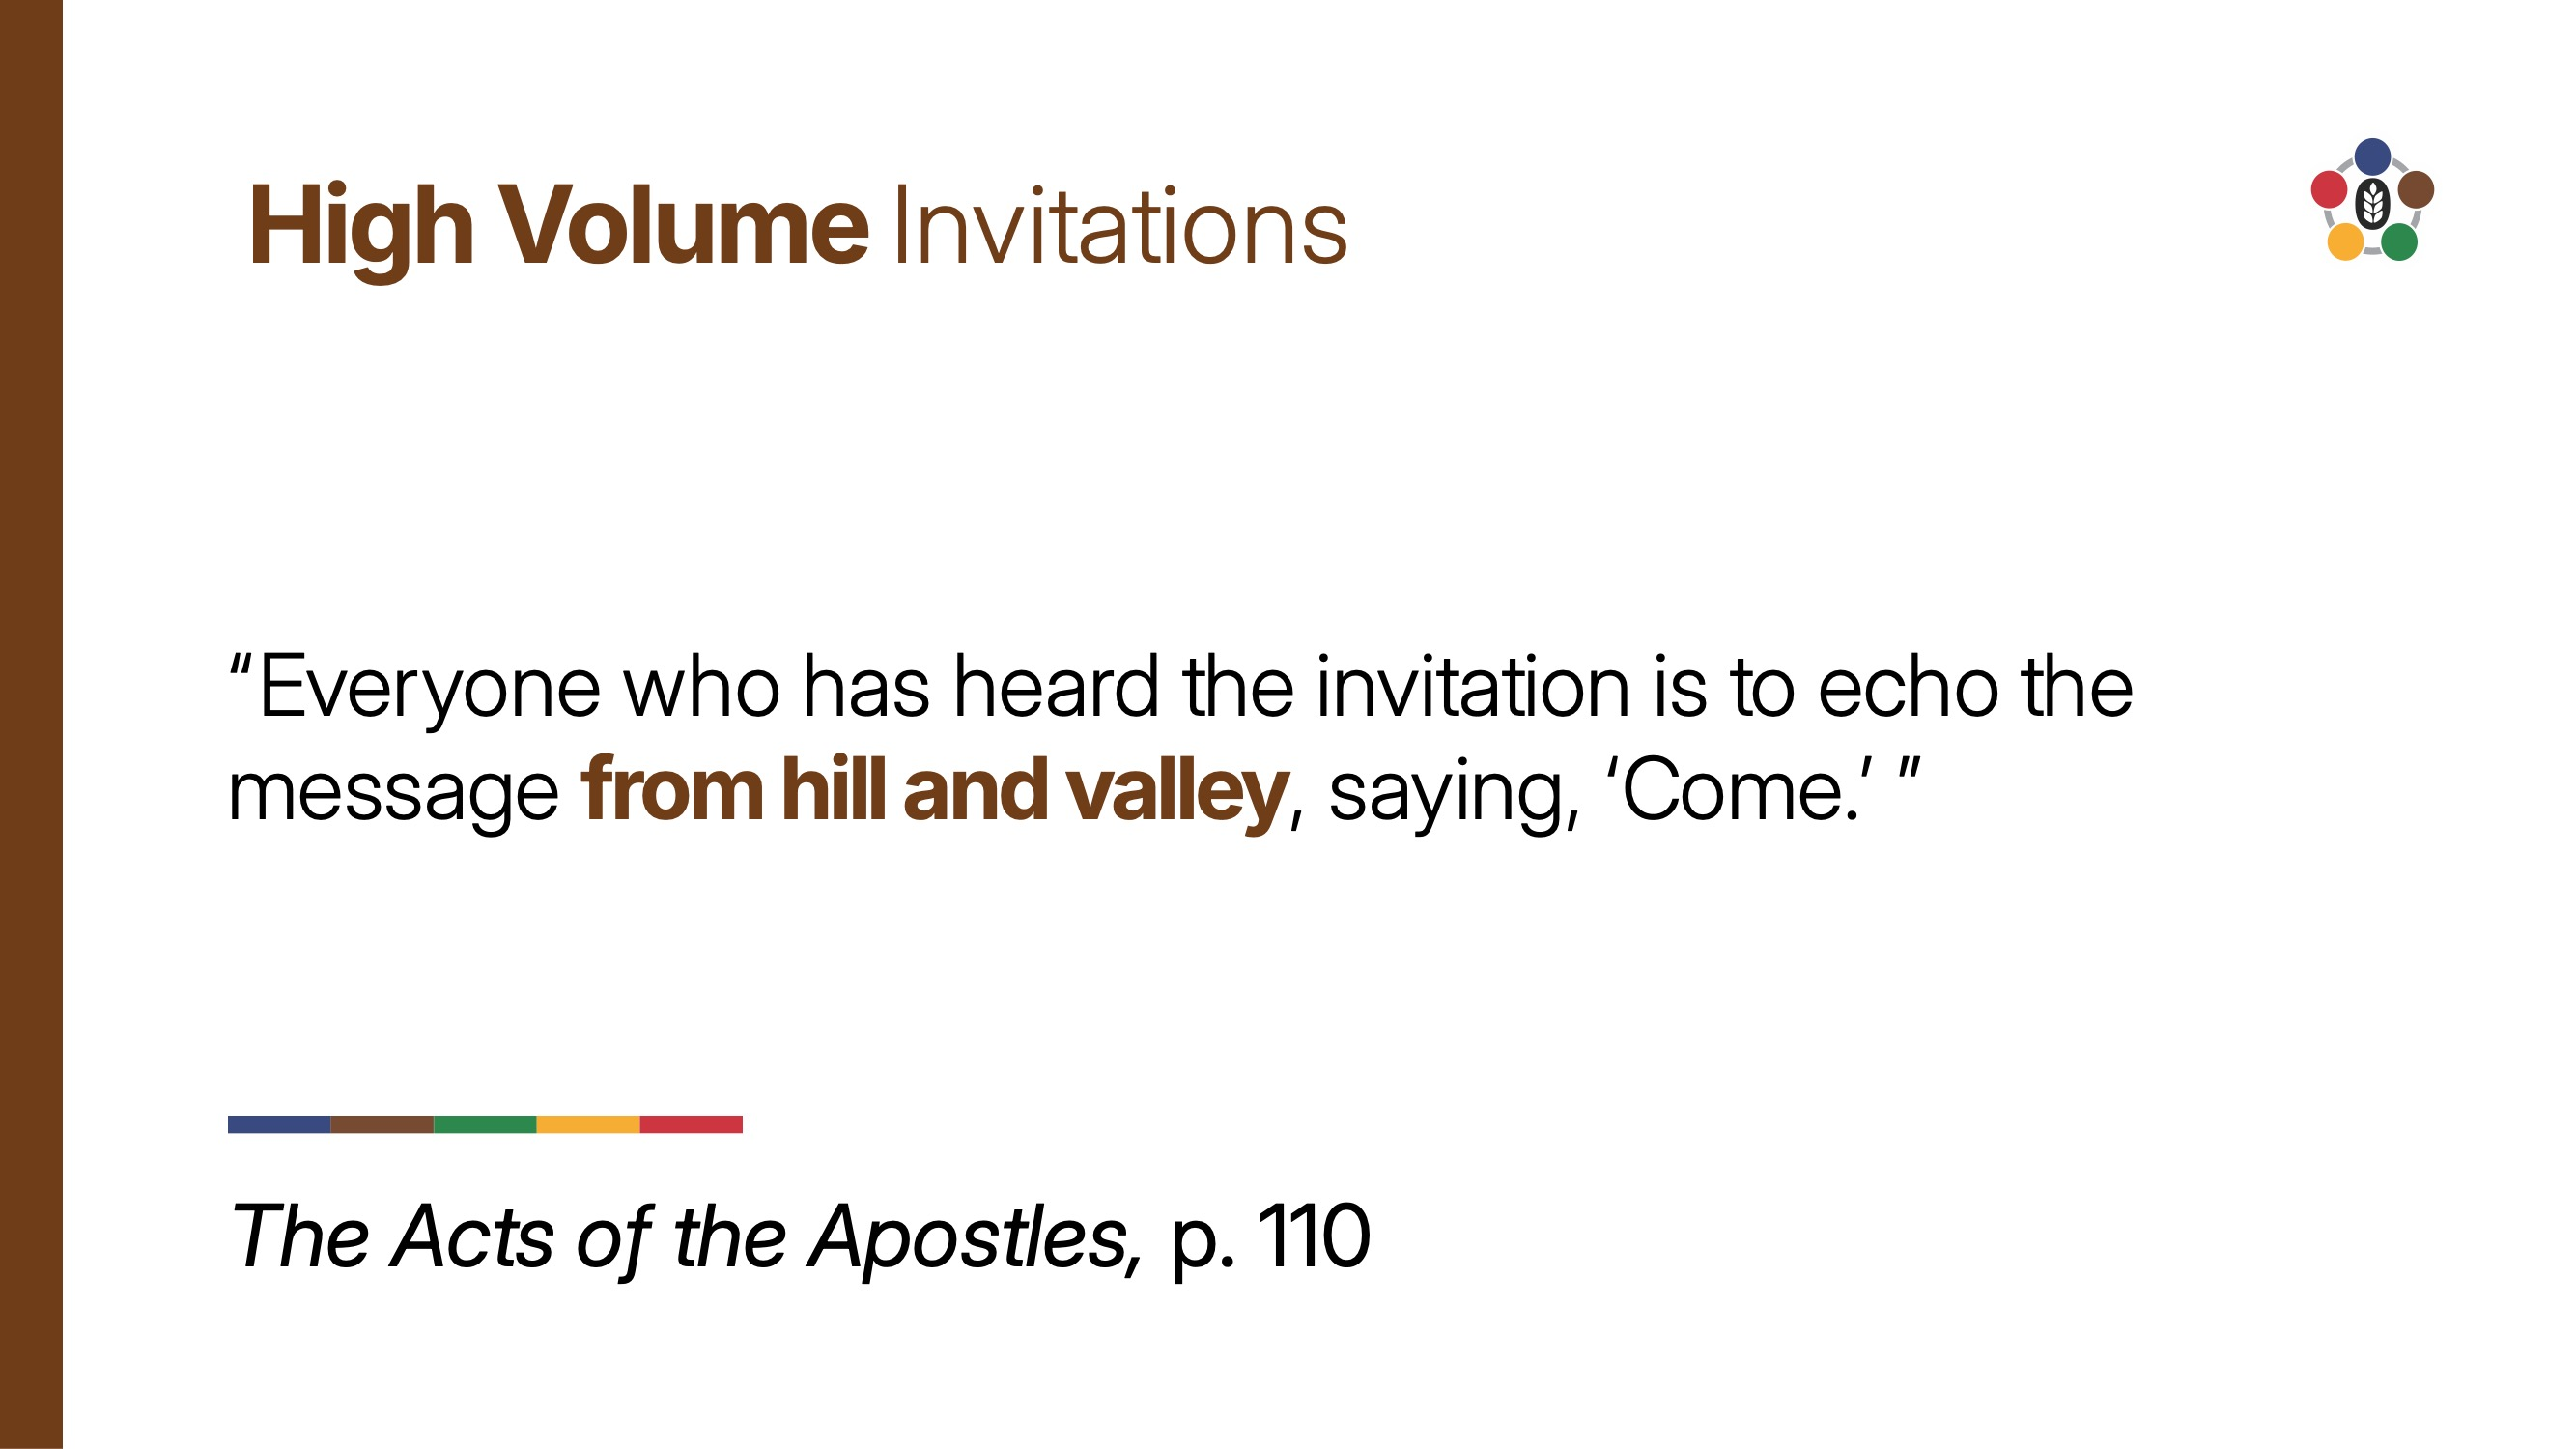 High Volume Invitations
“Everyone who has heard the invitation is to echo the
message from hill and valley, saying, ‘Come.’ ”
The Acts of the Apostles, p. 110